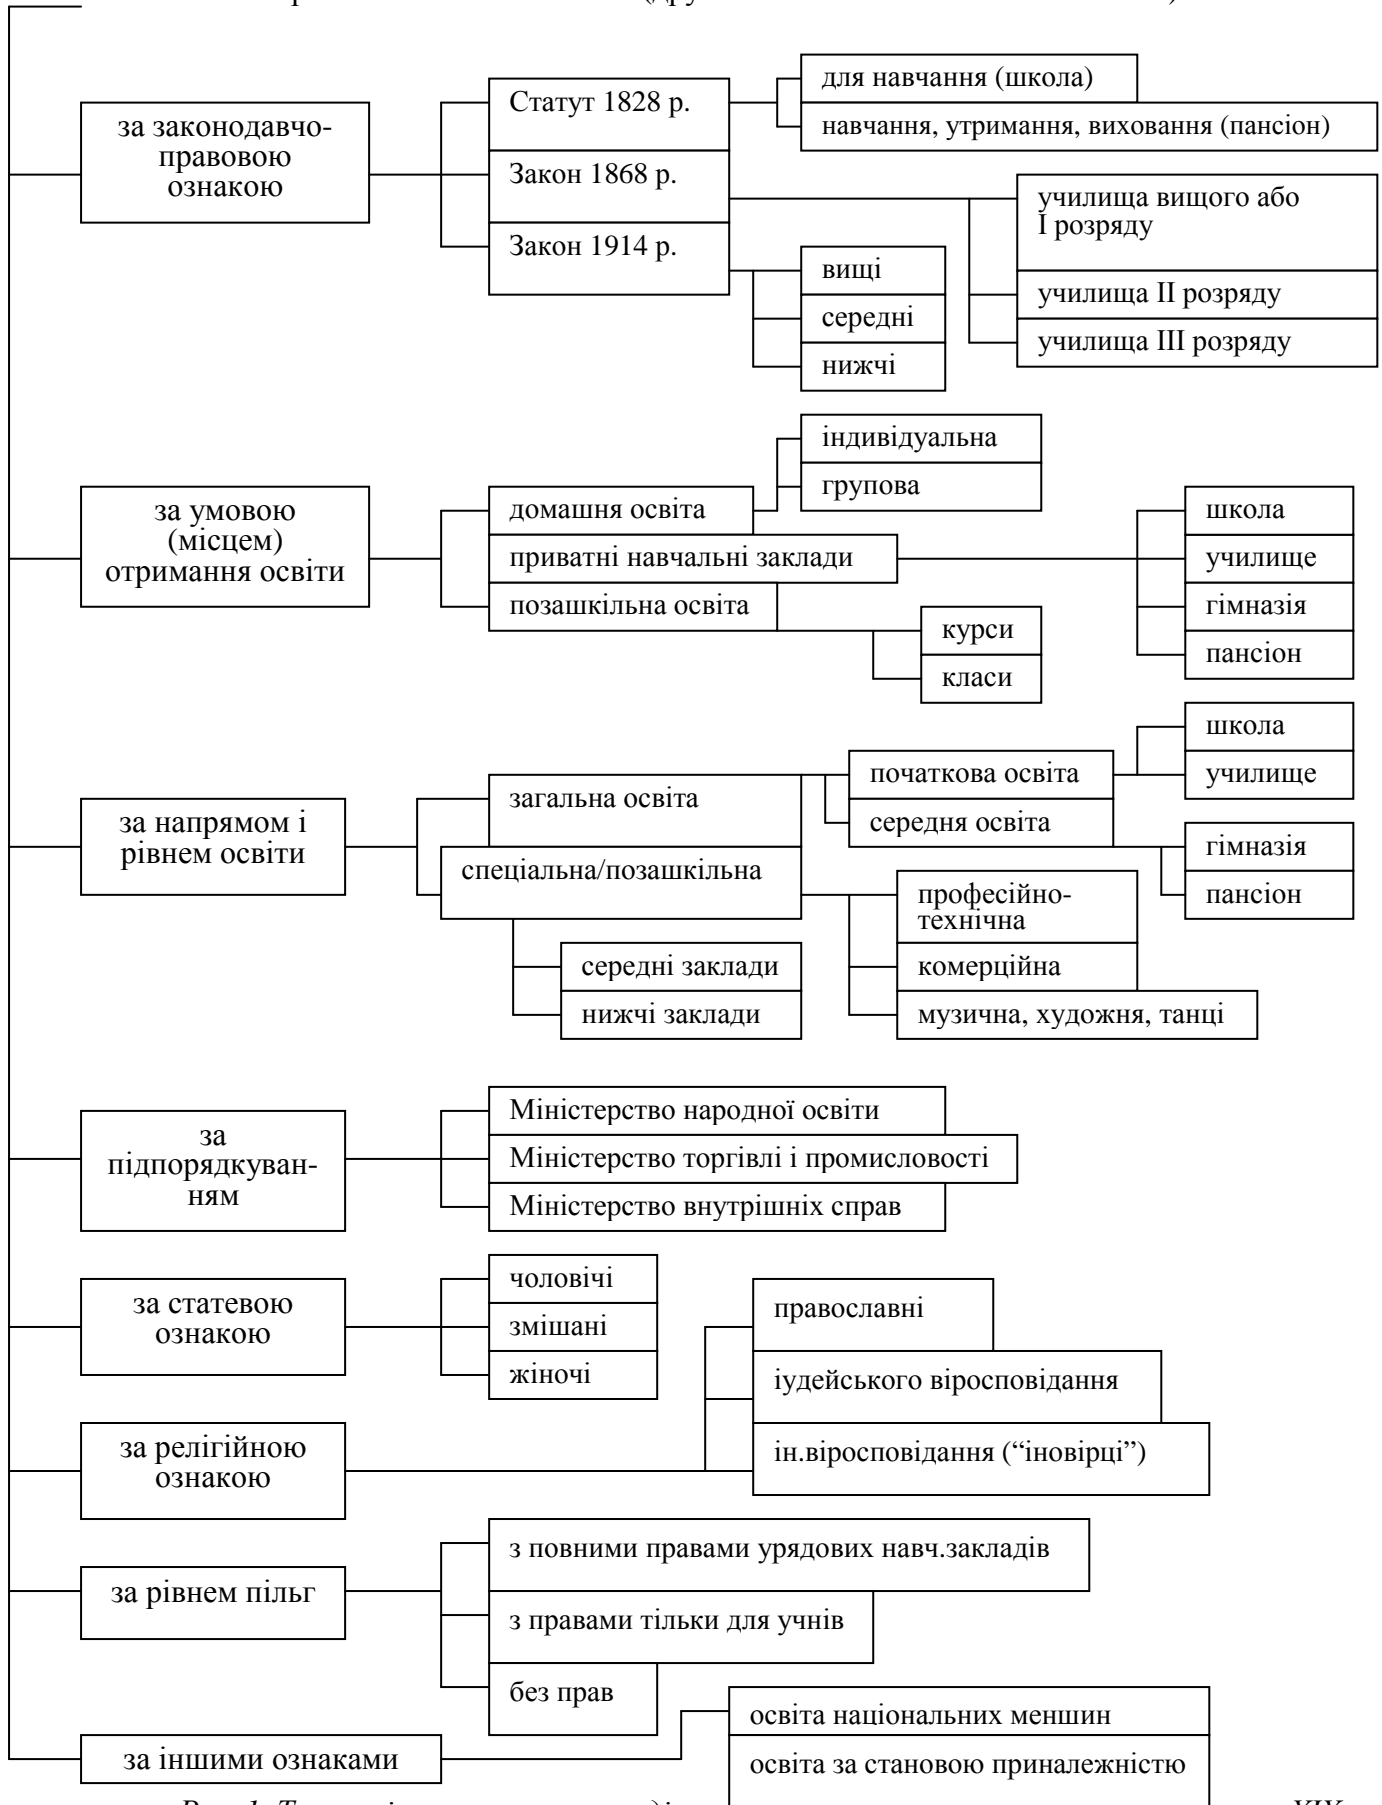 за законодавчо-
правовою
ознакою
Статут 1828 р.
Закон 1868 р.
Закон 1914 р.
для навчання (школа)
навчання, утримання, виховання (пансіон)
училища вищого або
І розряду
училища ІІ розряду
училища ІІІ розряду
вищі
середні
нижчі
за умовою
(місцем)
отримання освіти
домашня освіта
приватні навчальні заклади
позашкільна освіта
індивідуальна
групова
школа
училище
гімназія
пансіон
курси
класи
за напрямом і
рівнем освіти
загальна освіта
спеціальна/позашкільна
початкова освіта
середня освіта
школа
училище
гімназія
пансіон
професійно-
технічна
комерційна
музична, художня, танці
середні заклади
нижчі заклади
за
підпорядкуван-
ням
Міністерство народної освіти
Міністерство торгівлі і промисловості
Міністерство внутрішніх справ
за статевою
ознакою
чоловічі
змішані
жіночі
за релігійною
ознакою
православні
іудейського віросповідання
ін.віросповідання (“іновірці”)
за рівнем пільг
з повними правами урядових навч.закладів
з правами тільки для учнів
без прав
за іншими ознаками
освіта національних меншин
освіта за становою приналежністю